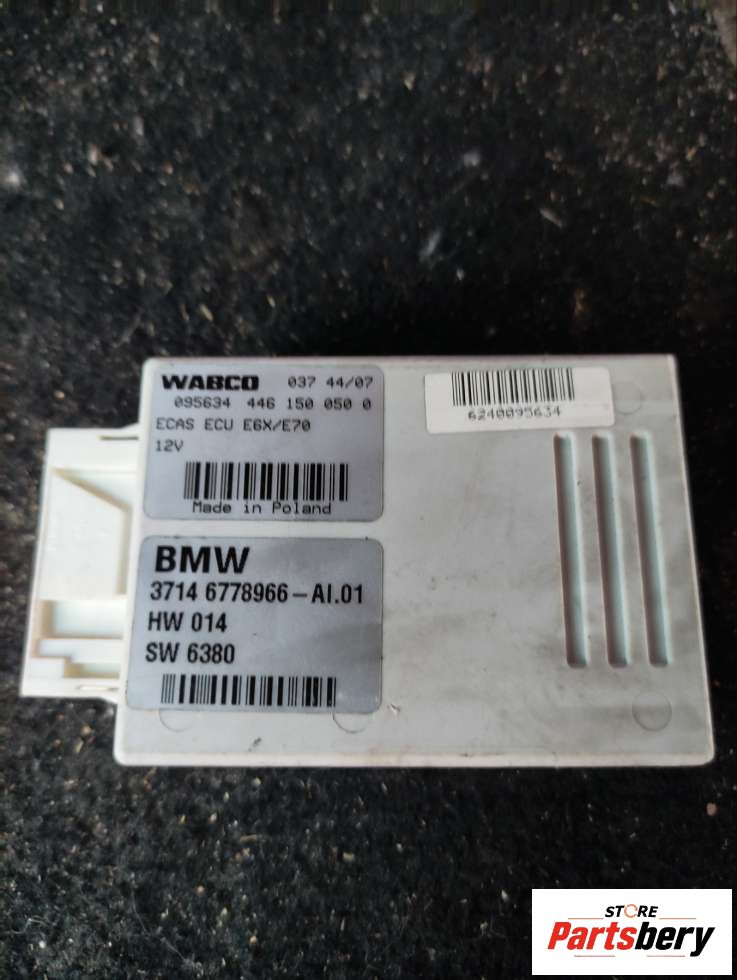 WABCO 037 44/07
095634 446 150 050 0
ECAS ECU E6X/E70
12V
Made in Poland
6240095634
BMW
3714 6778966-AI.01
HW 014
SW 6380
STORE
Partsbery